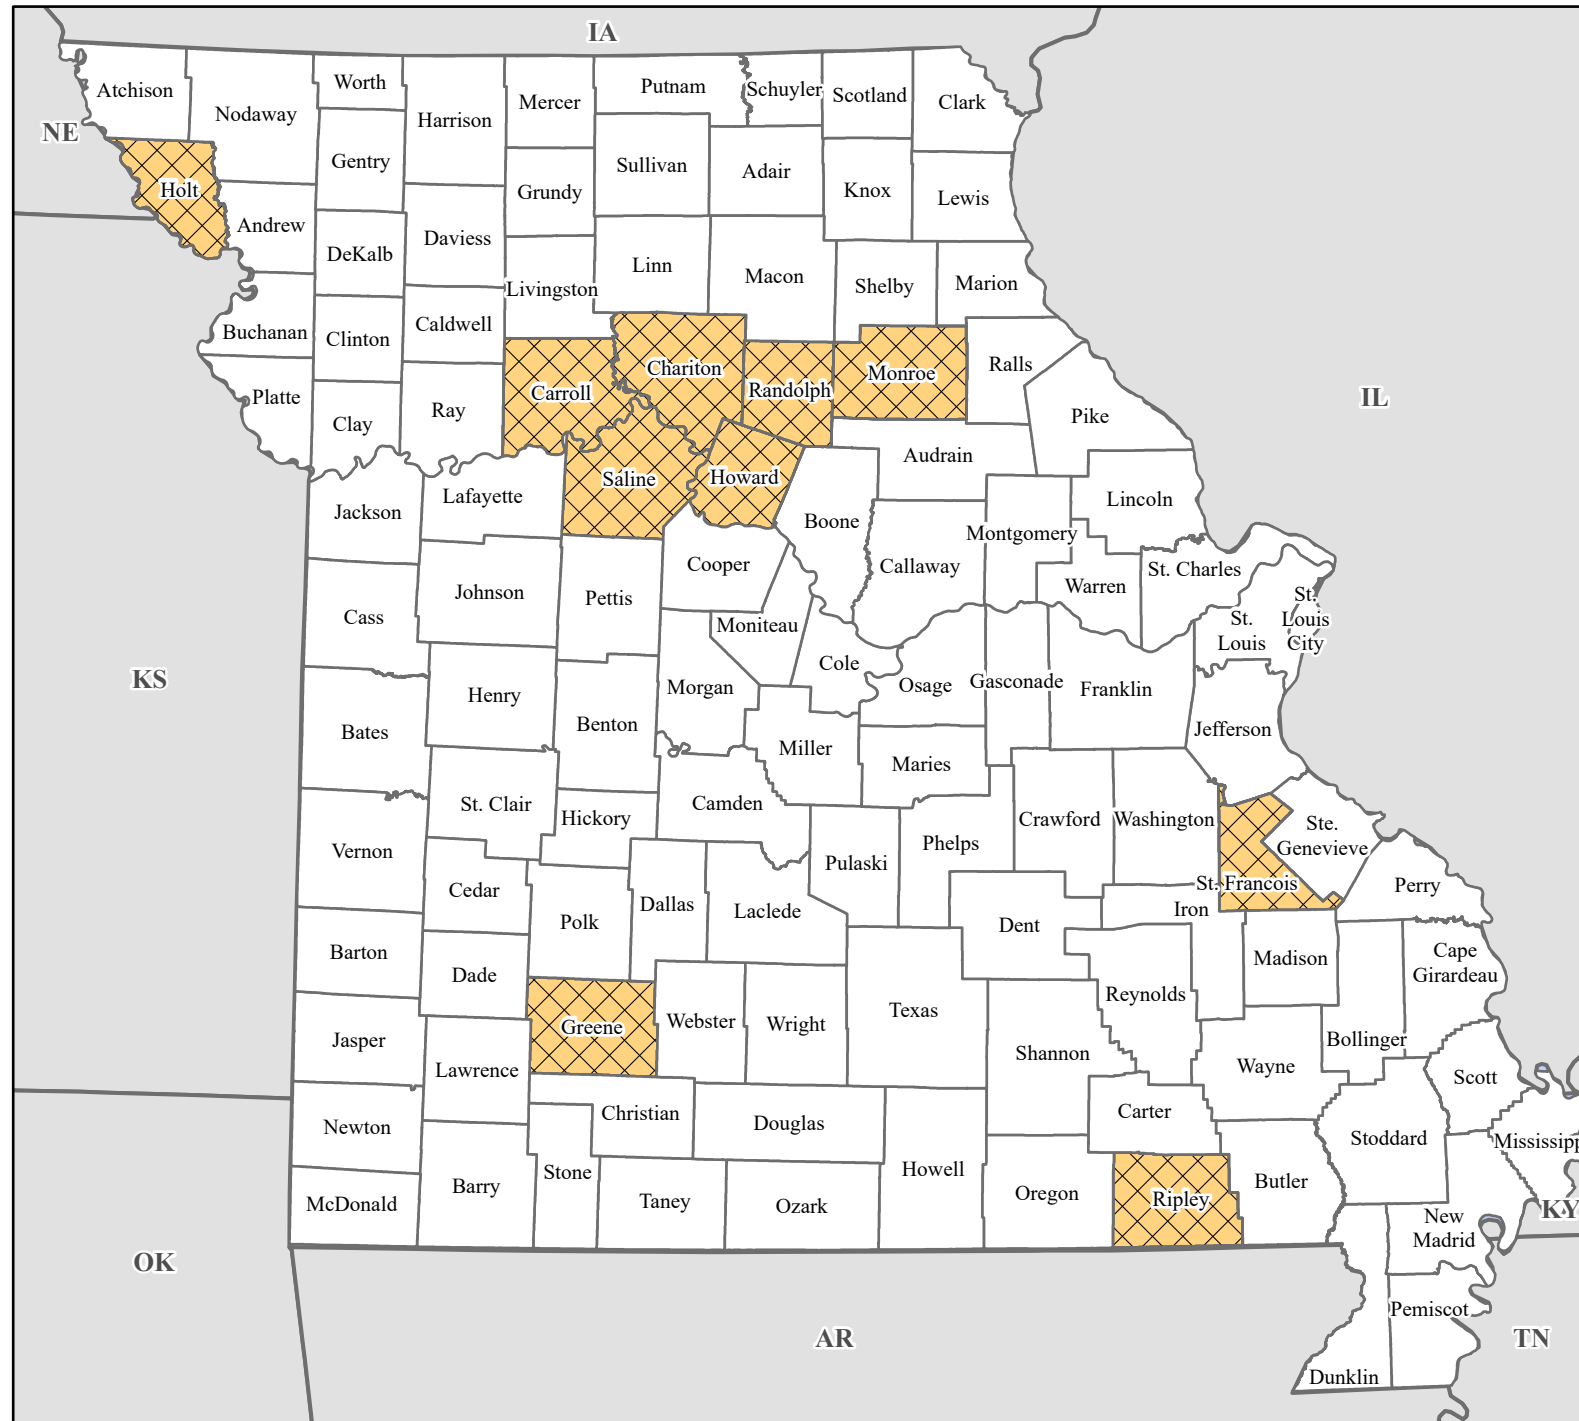 IA
Atchison
Nodaway
Worth
Harrison
Mercer
Putnam
Schuyler
Scotland
Clark
NE
Holt
Gentry
Sullivan
Adair
Grundy
Knox
Lewis
Andrew
DeKalb
Daviess
Livingston
Linn
Macon
Shelby
Marion
Buchanan
Clinton
Caldwell
Carroll
Chariton
Randolph
Monroe
Ralls
IL
Platte
Clay
Ray
Pike
Audrain
Jackson
Lafayette
Saline
Howard
Boone
Lincoln
Montgomery
Callaway
Cooper
Warren
St. Charles
Cass
Johnson
Pettis
Moniteau
St.
Louis
St.
Louis
City
KS
Henry
Morgan
Cole
Osage
Gasconade
Franklin
Bates
Benton
Miller
Maries
Jefferson
St. Clair
Hickory
Camden
Crawford
Washington
Vernon
Pulaski
Phelps
Ste.
Genevieve
Cedar
Dallas
Laclede
St. Francois
Perry
Polk
Iron
Dent
Barton
Dade
Madison
Cape
Girardeau
Reynolds
Jasper
Greene
Webster
Wright
Texas
Bollinger
Lawrence
Shannon
Wayne
Scott
Newton
Christian
Douglas
Carter
Stoddard
Mississipp
McDonald
Barry
Stone
Taney
Ozark
Howell
Oregon
Ripley
Butler
KY
New
Madrid
OK
AR
Pemiscot
TN
Dunklin